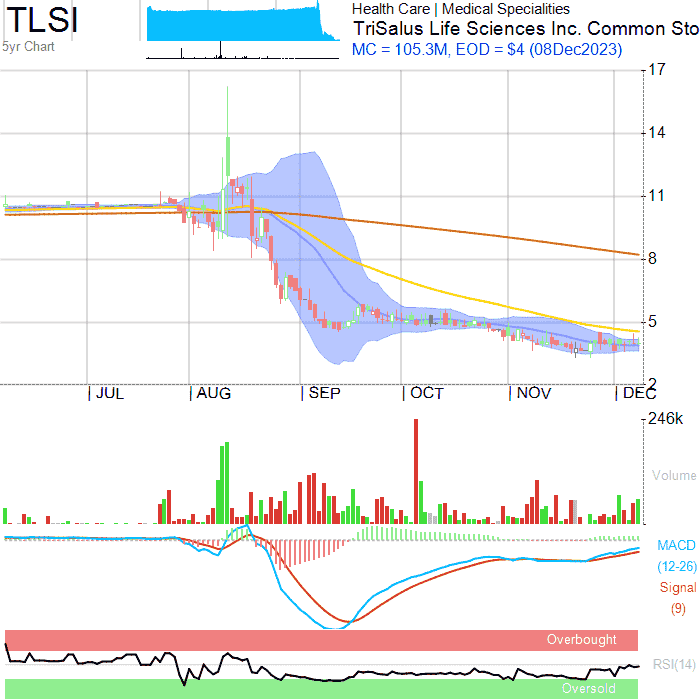 TLSI
5yr Chart
Health Care | Medical Specialities
TriSalus Life Sciences Inc. Common Sto
MC = 105.3M, EOD = $4 (08Dec2023)
17
14
11
8
5
2
JUL
AUG
SEP
OCT
NOV
DEC
246k
Volume
MACD
(12-26)
Signal
(9)
Overbought
RSI(14)
Oversold